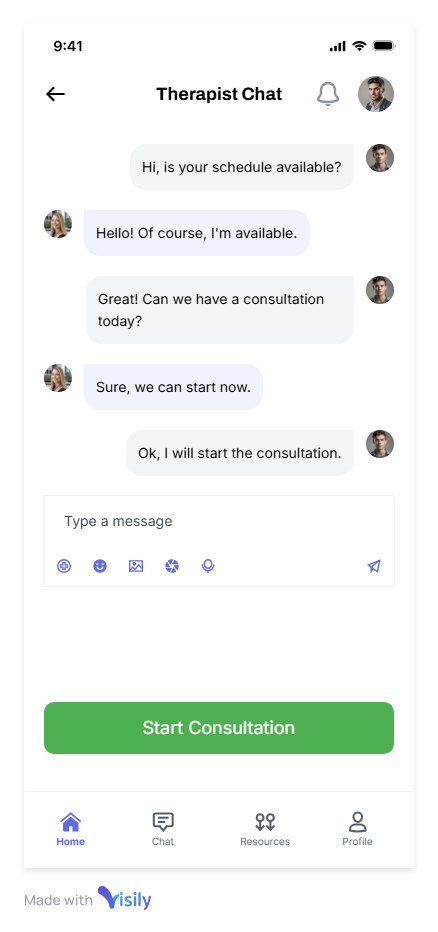 9:41
Therapist Chat
Hi, is your schedule available?
Hello! Of course, I'm available.
Great! Can we have a consultation
today?
Sure, we can start now.
Ok, I will start the consultation.
Type a message
Start Consultation
Home
Chat
Resources
Profile
Made with Visily